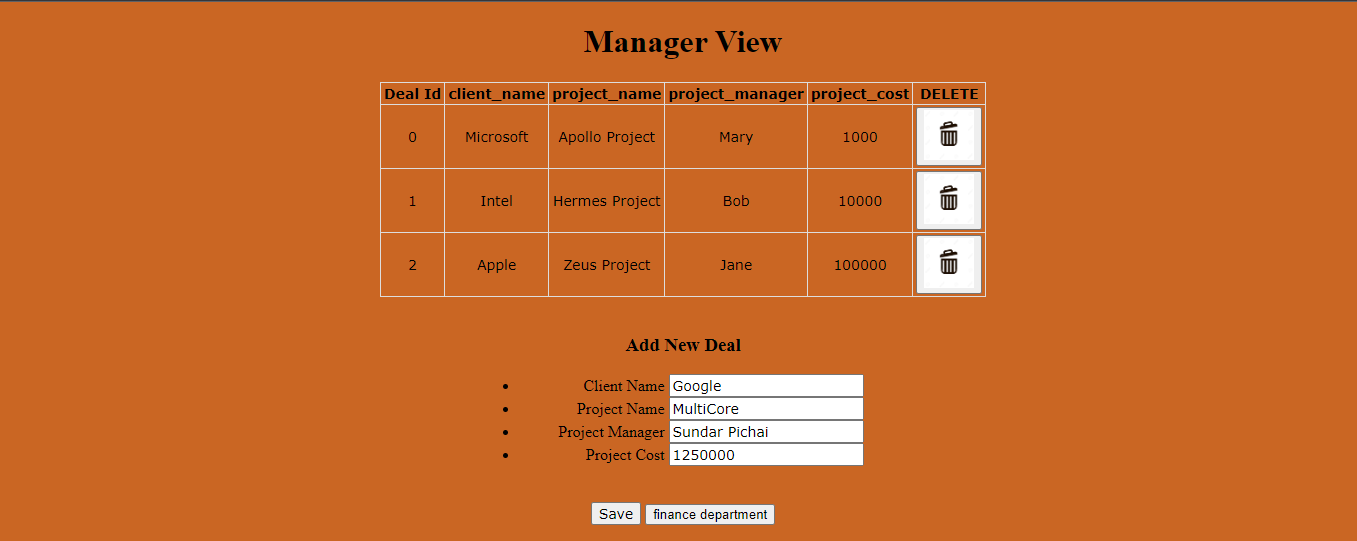 Manager View
Deal Id client_name project_name project_manager project_cost DELETE
0 Microsoft Apollo Project Mary 1000
1 Intel Hermes Project Bob 10000
2 Apple Zeus Project Jane 100000
Add New Deal
Client Name Google
Project Name MultiCore
Project Manager Sundar Pichai
Project Cost 1250000
Save finance department